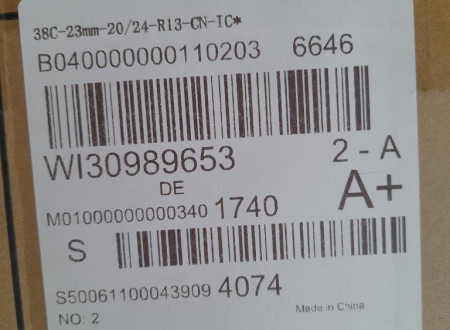 38C-23mm-20/24-R13-CN-IC*
B040000000110203 6646
WI30989653 2 - A
DE A+
M01000000000340 1740
S
S50061100043909 4074
NO: 2 Made in China